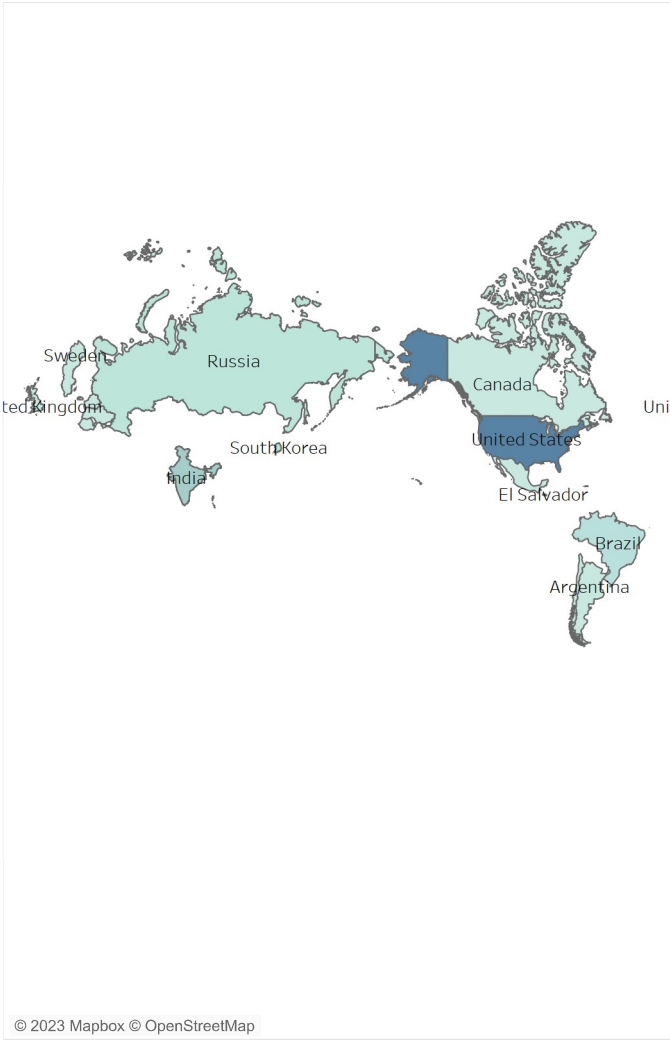 Sweden
Russia
Canada
ted Kingdom
Uni
United States
South Korea
India
El Salvador
Brazil
Argentina
© 2023 Mapbox © OpenStreetMap